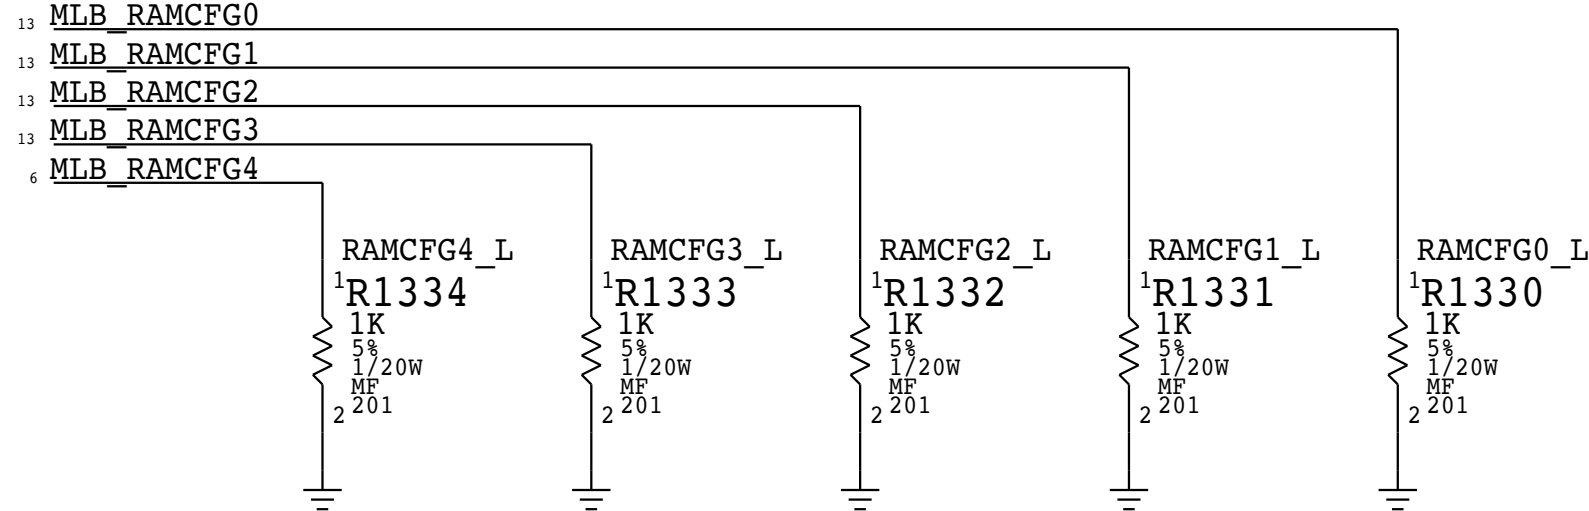 13 MLB_RAMCFG0
13 MLB_RAMCFG1
13 MLB_RAMCFG2
13 MLB_RAMCFG3
6 MLB_RAMCFG4
RAMCFG4_L
1 R1334
1K
5%
1/20W
MF
2 201
RAMCFG3_L
1 R1333
1K
5%
1/20W
MF
2 201
RAMCFG2_L
1 R1332
1K
5%
1/20W
MF
2 201
RAMCFG1_L
1 R1331
1K
5%
1/20W
MF
2 201
RAMCFG0_L
1 R1330
1K
5%
1/20W
MF
2 201